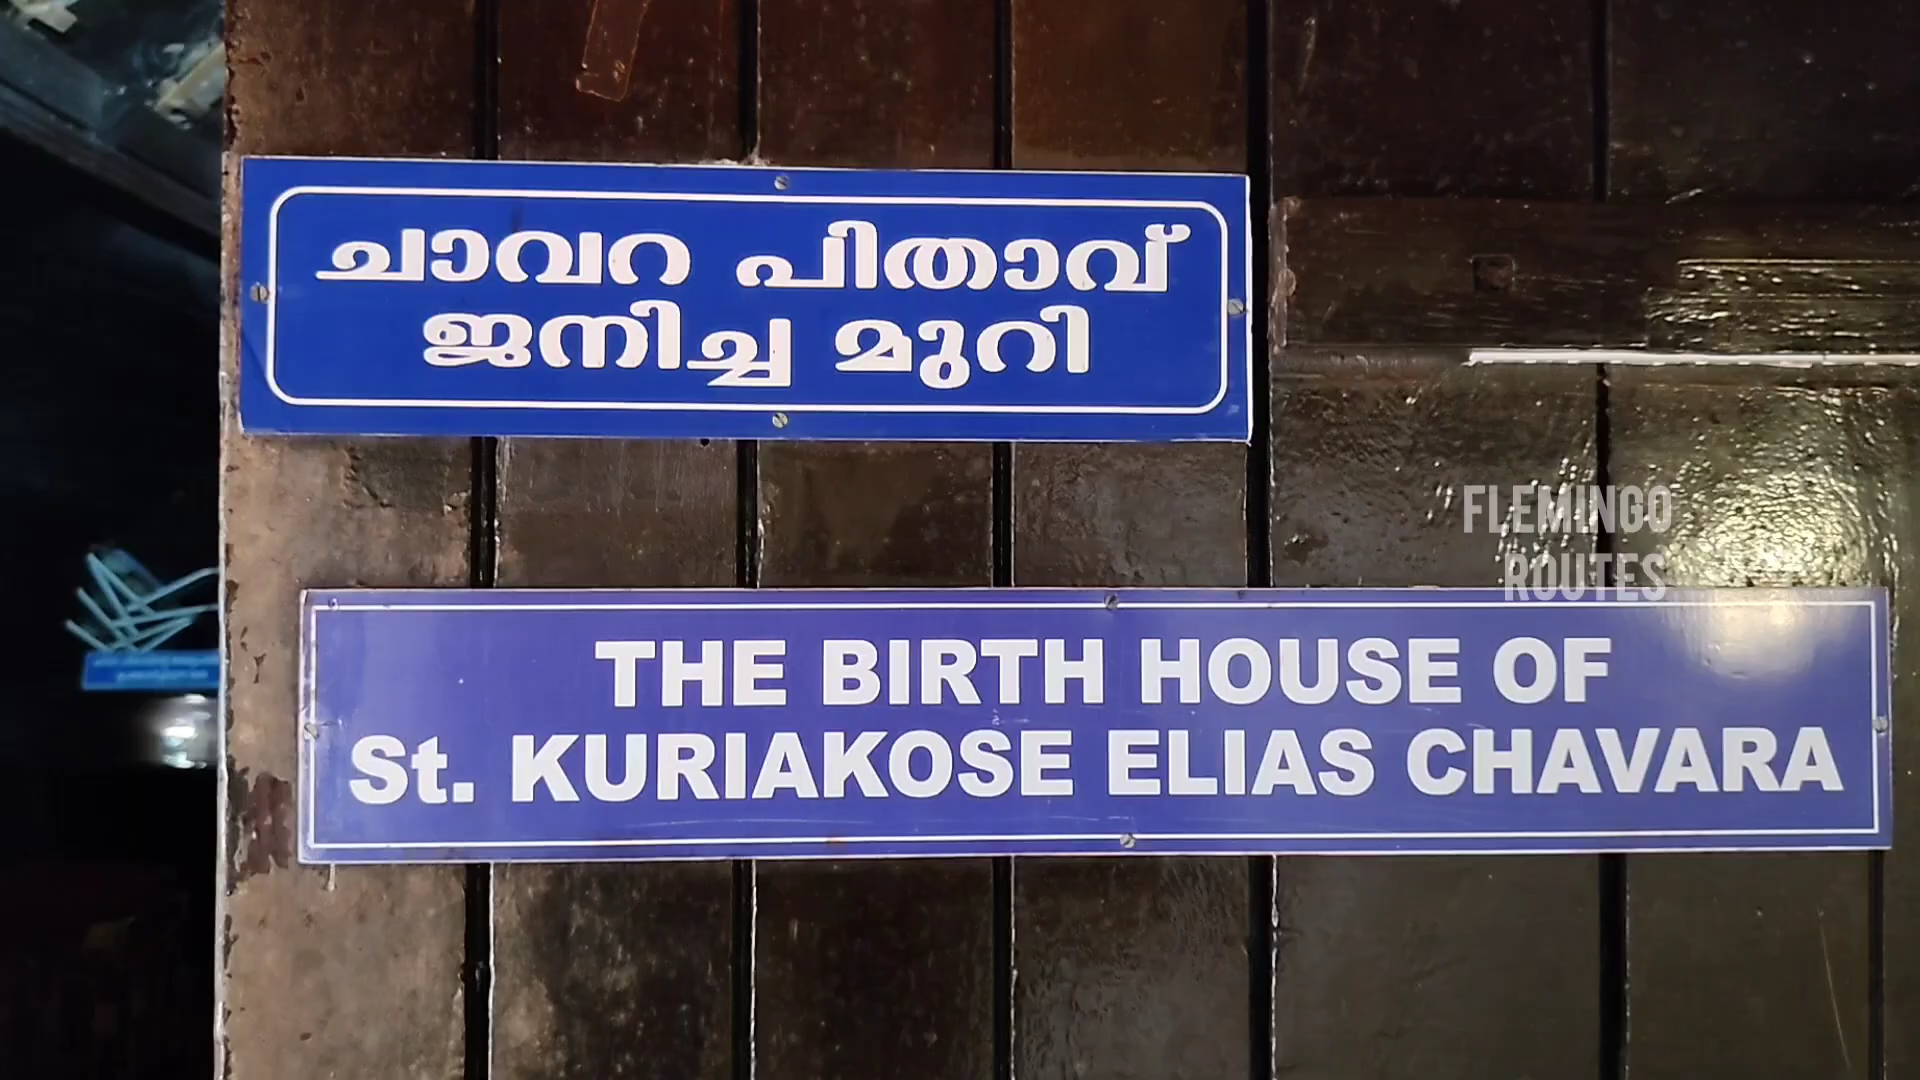 ചാവറ പിതാവ്
ജനിച്ച മുറി
FLEMINGO
ROUTES
THE BIRTH HOUSE OF
St. KURIAKOSE ELIAS CHAVARA